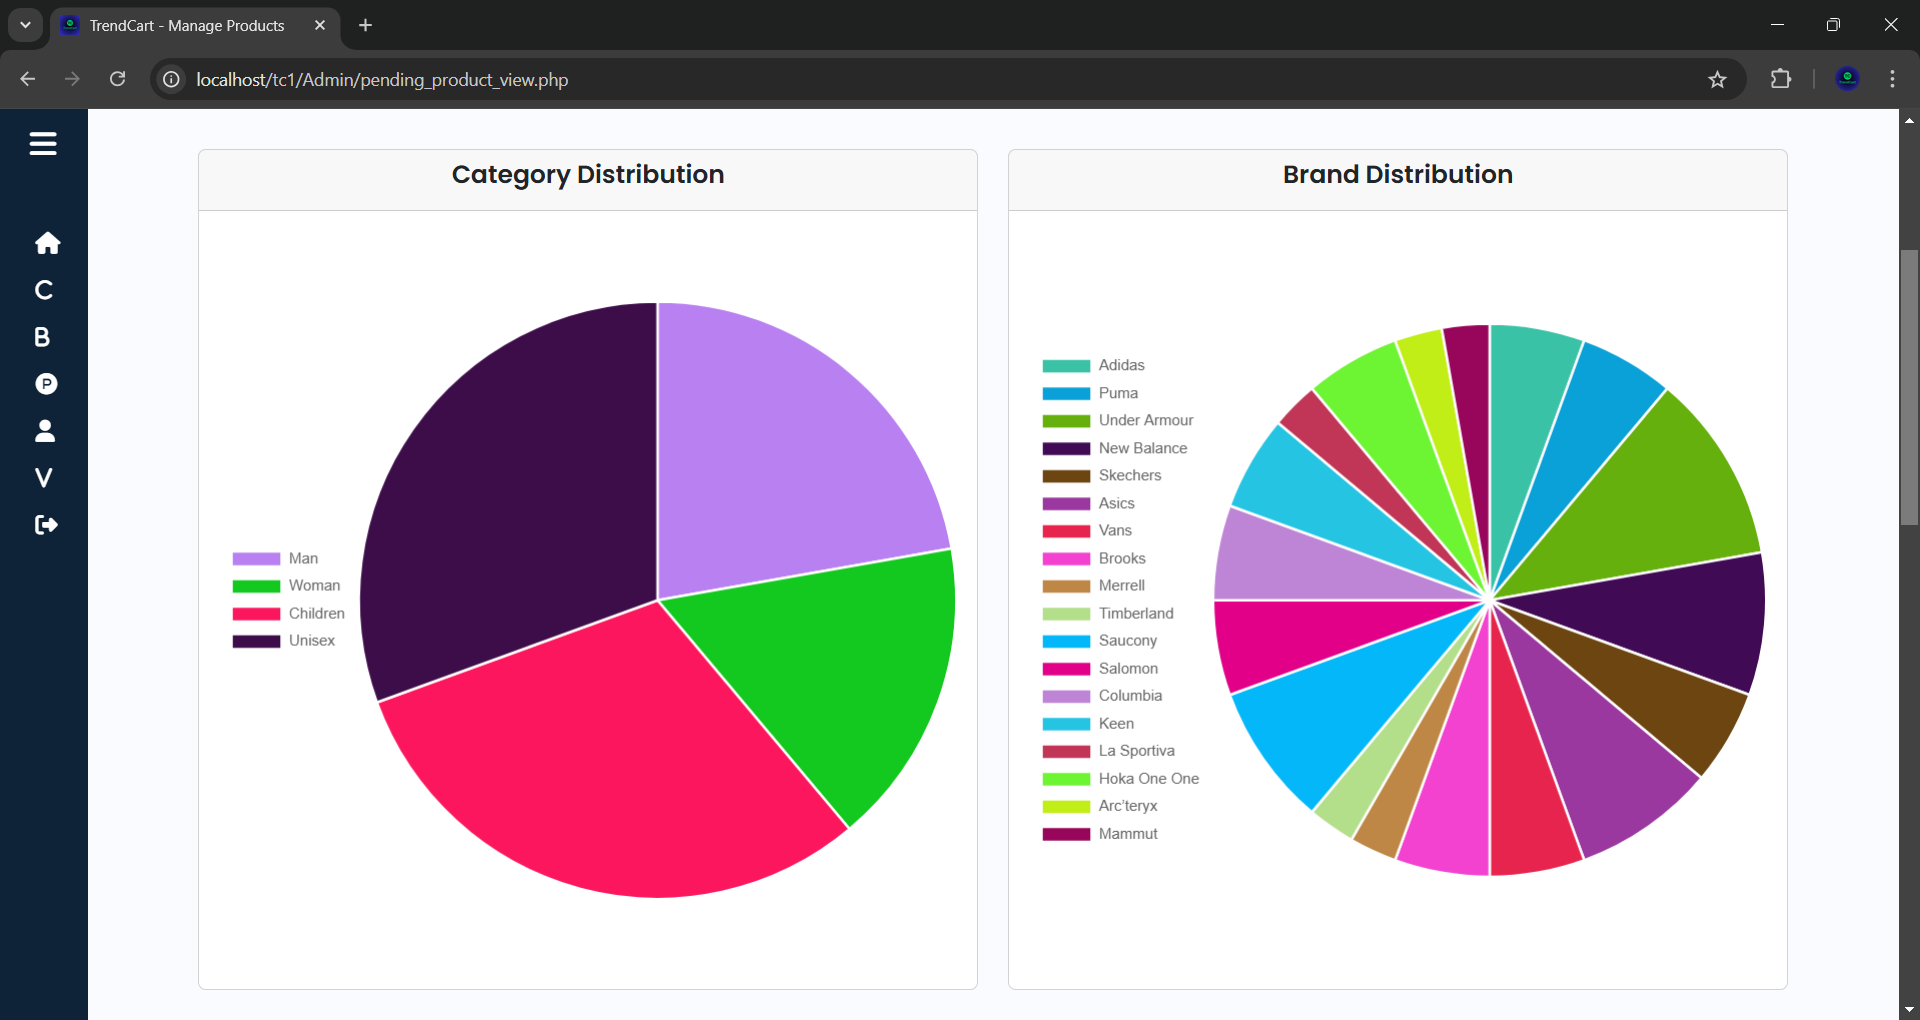 TrendCart - Manage Products
localhost/tc1/Admin/pending_product_view.php
C
B
P
V
Category Distribution
Man
Woman
Children
Unisex
Brand Distribution
Adidas
Puma
Under Armour
New Balance
Skechers
Asics
Vans
Brooks
Merrell
Timberland
Saucony
Salomon
Columbia
Keen
La Sportiva
Hoka One One
Arc'teryx
Mammut